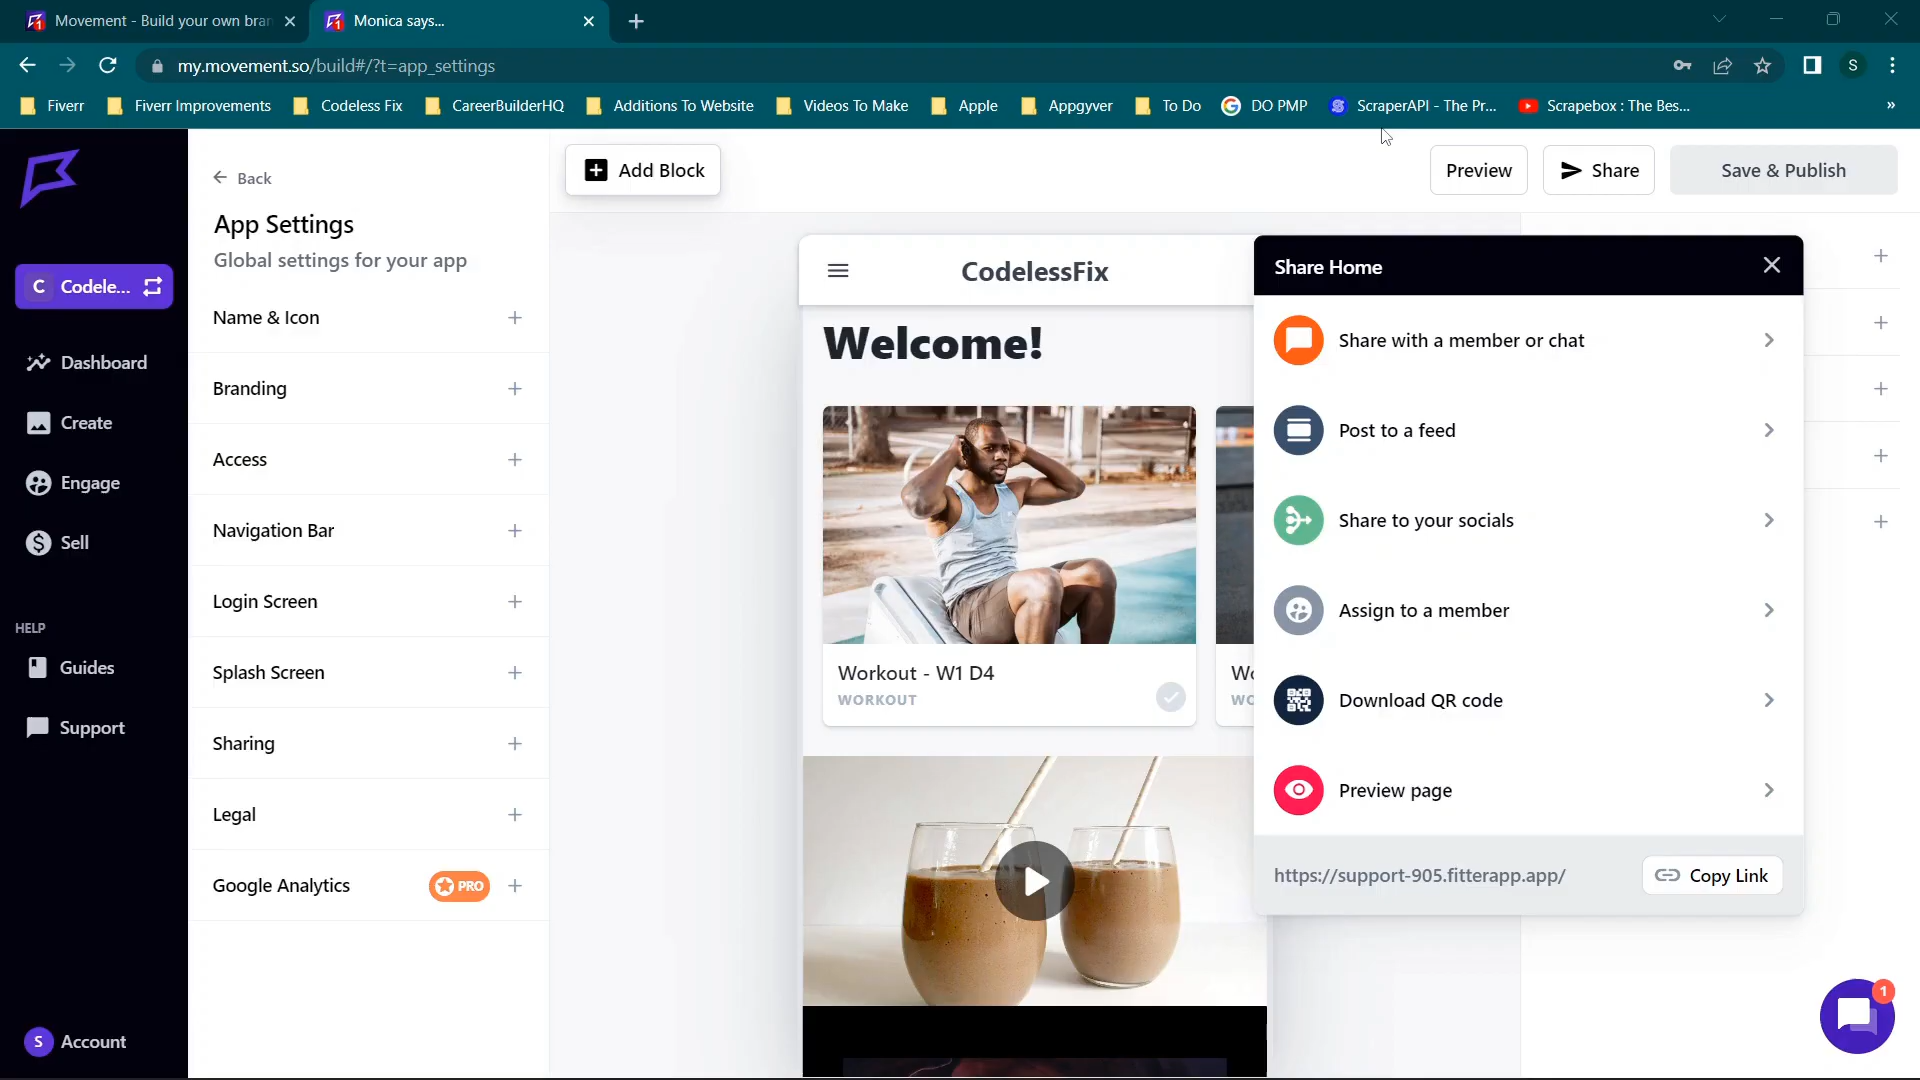 Movement - Build your own bran
Monica says...
my.movement.so/build#/?t=app_settings
S
Fiverr
Fiverr Improvements
Codeless Fix
CareerBuilderHQ
Additions To Website
Videos To Make
Apple
Appgyver
To Do
DO PMP
ScraperAPI - The Pr...
Scrapebox : The Bes...
»
C Codele...
Dashboard
Create
Engage
Sell
HELP
Guides
Support
S Account
Back
App Settings
Global settings for your app
Name & Icon
Branding
Access
Navigation Bar
Login Screen
Splash Screen
Sharing
Legal
Google Analytics PRO
Add Block
Preview
Share
Save & Publish
CodelessFix
Welcome!
Workout - W1 D4
WORKOUT
Wo
WO
Share Home
Share with a member or chat
Post to a feed
Share to your socials
Assign to a member
Download QR code
Preview page
https://support-905.fitterapp.app/
Copy Link
1